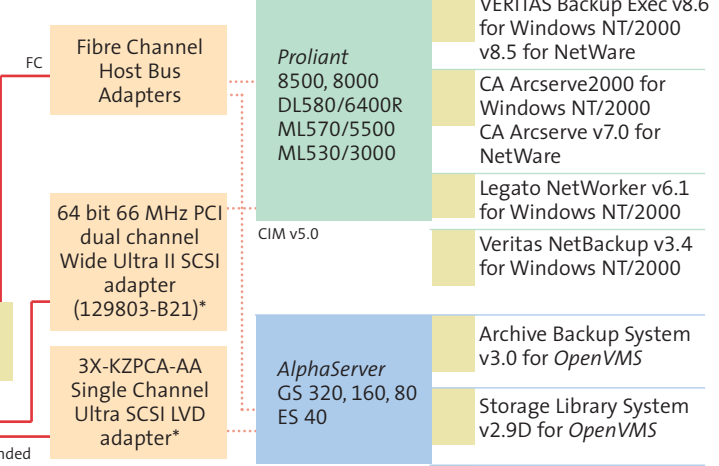 FC
Fibre Channel
Host Bus
Adapters
64 bit 66 MHz PCI
dual channel
Wide Ultra II SCSI
adapter
(129803-B21)*
3X-KZPCA-AA
Single Channel
Ultra SCSI LVD
adapter*
Proliant
8500, 8000
DL580/6400R
ML570/5500
ML530/3000
CIM v5.0
AlphaServer
GS 320, 160, 80
ES 40
VERITAS Backup Exec v8.6
for Windows NT/2000
v8.5 for NetWare
CA Arcserve2000 for
Windows NT/2000
CA Arcserve v7.0 for
NetWare
Legato NetWorker v6.1
for Windows NT/2000
Veritas NetBackup v3.4
for Windows NT/2000
Archive Backup System
v3.0 for OpenVMS
Storage Library System
v2.9D for OpenVMS